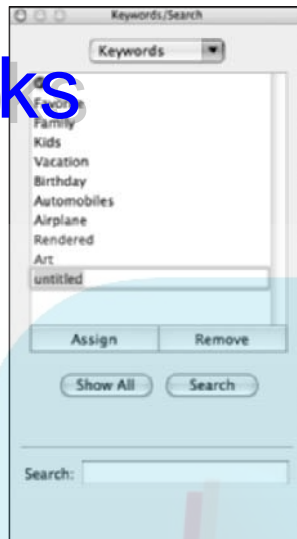 Keywords/Search
Keywords
ks
Favorite
Family
Kids
Vacation
Birthday
Automobiles
Airplane
Rendered
Art
untitled
Assign Remove
Show All Search
Search: